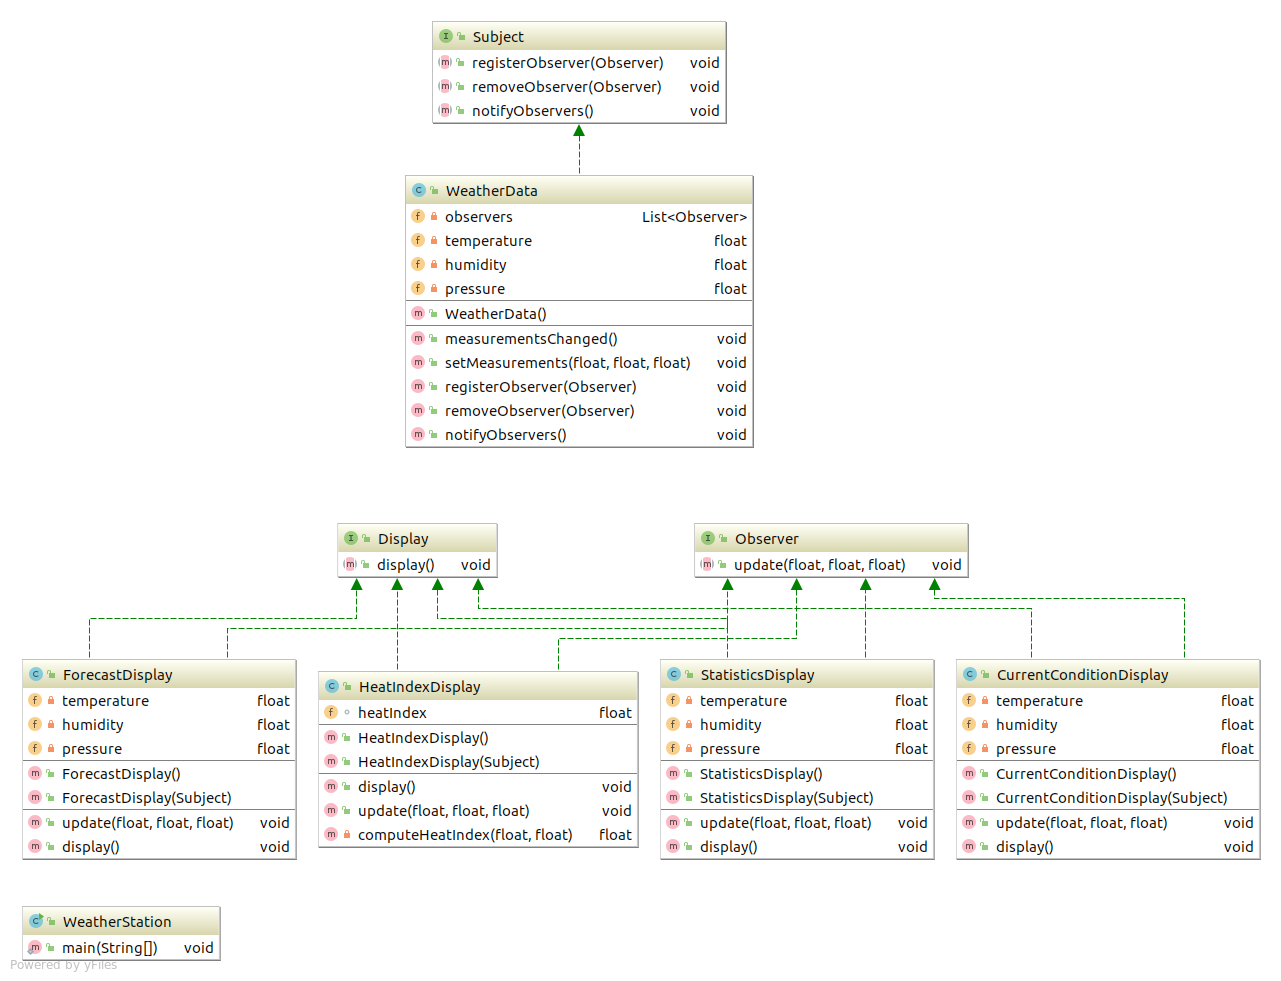 Subject
registerObserver(Observer) void
removeObserver(Observer) void
notifyObservers() void
WeatherData
observers List<Observer>
temperature float
humidity float
pressure float
WeatherData()
measurementsChanged() void
setMeasurements(float, float, float) void
registerObserver(Observer) void
removeObserver(Observer) void
notifyObservers() void
Display
display() void
Observer
update(float, float, float) void
ForecastDisplay
temperature float
humidity float
pressure float
ForecastDisplay()
ForecastDisplay(Subject)
update(float, float, float) void
display() void
HeatIndexDisplay
heatIndex float
HeatIndexDisplay()
HeatIndexDisplay(Subject)
display() void
update(float, float, float) void
computeHeatIndex(float, float) float
StatisticsDisplay
temperature float
humidity float
pressure float
StatisticsDisplay()
StatisticsDisplay(Subject)
update(float, float, float) void
display() void
CurrentConditionDisplay
temperature float
humidity float
pressure float
CurrentConditionDisplay()
CurrentConditionDisplay(Subject)
update(float, float, float) void
display() void
WeatherStation
main(String[]) void
Powered by yFiles